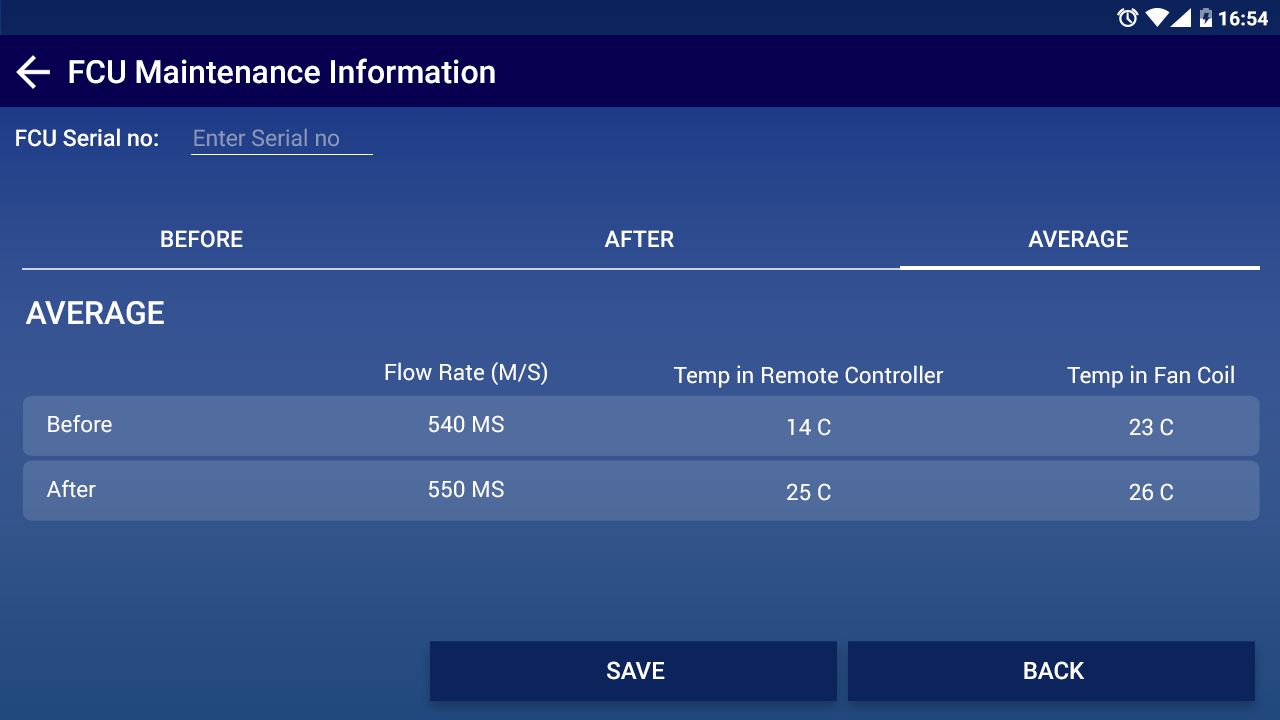 16:54
FCU Maintenance Information
FCU Serial no: Enter Serial no
BEFORE AFTER AVERAGE
AVERAGE
Flow Rate (M/S) Temp in Remote Controller Temp in Fan Coil
Before 540 MS 14 C 23 C
After 550 MS 25 C 26 C
SAVE BACK